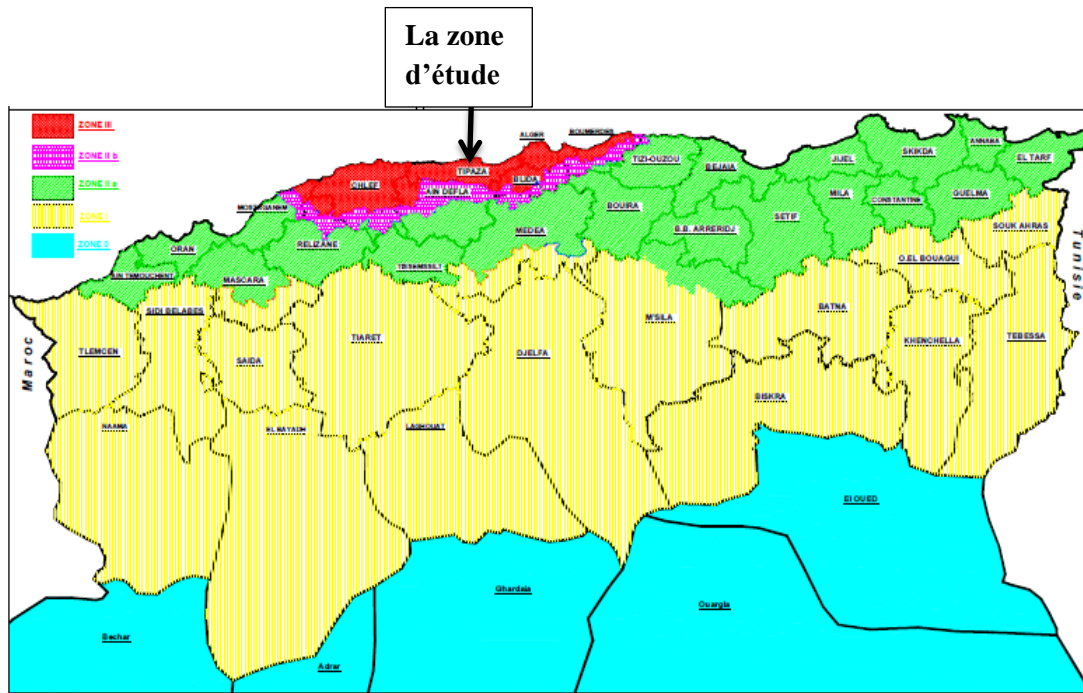 La zone
d'étude
ZONE III
ZONE II b
ZONE II a
ZONE I
ZONE 0
ALGER
BOUMERDES
TIPAZA
BLIDA
CHLEF
AIN DEFLA
TIZI-OUZOU
BEJAIA
JIJEL
SKIKDA
ANNABA
EL TARF
MOSTAGANEM
BOUIRA
MILA
CONSTANTINE
GUELMA
ORAN
RELIZANE
MEDEA
B.B. ARRERIDJ
SETIF
SOUK AHRAS
AIN TEMOUCHENT
MASCARA
TISSEMSILT
O.EL BOUAGUI
Tunisie
SIDI BELABES
TLEMCEN
SAIDA
TIARET
DJELFA
M'SILA
BATNA
KHENCHELLA
TEBESSA
Maroc
NAAMA
EL BAYADH
LAGHOUAT
BISKRA
El OUED
Ghardaia
Ouargla
Bechar
Adrar